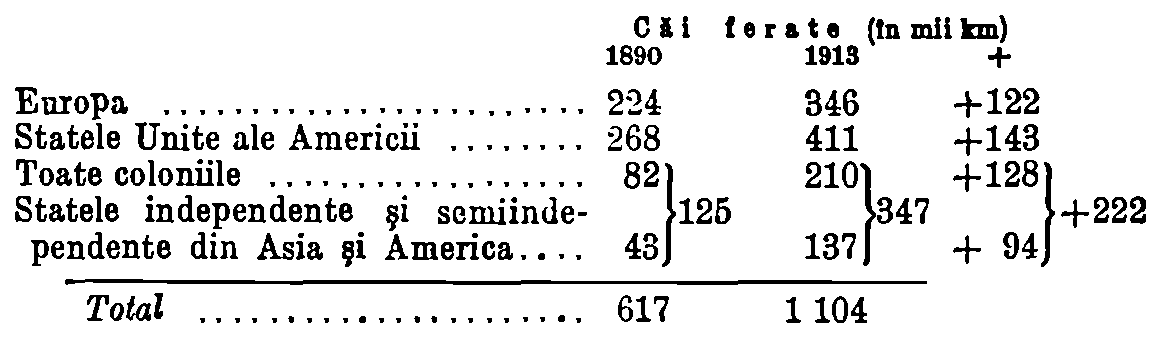 Căi ferate (în mii km)
1890 1913 +
Europa ........................ 224 346 +122
Statele Unite ale Americii ........ 268 411 +143
Toate coloniile .................. 82 210 +128
Statele independente şi semiinde- } 125 } 347 } +222
pendente din Asia şi America.... 43 137 + 94
Total ...................... 617 1 104